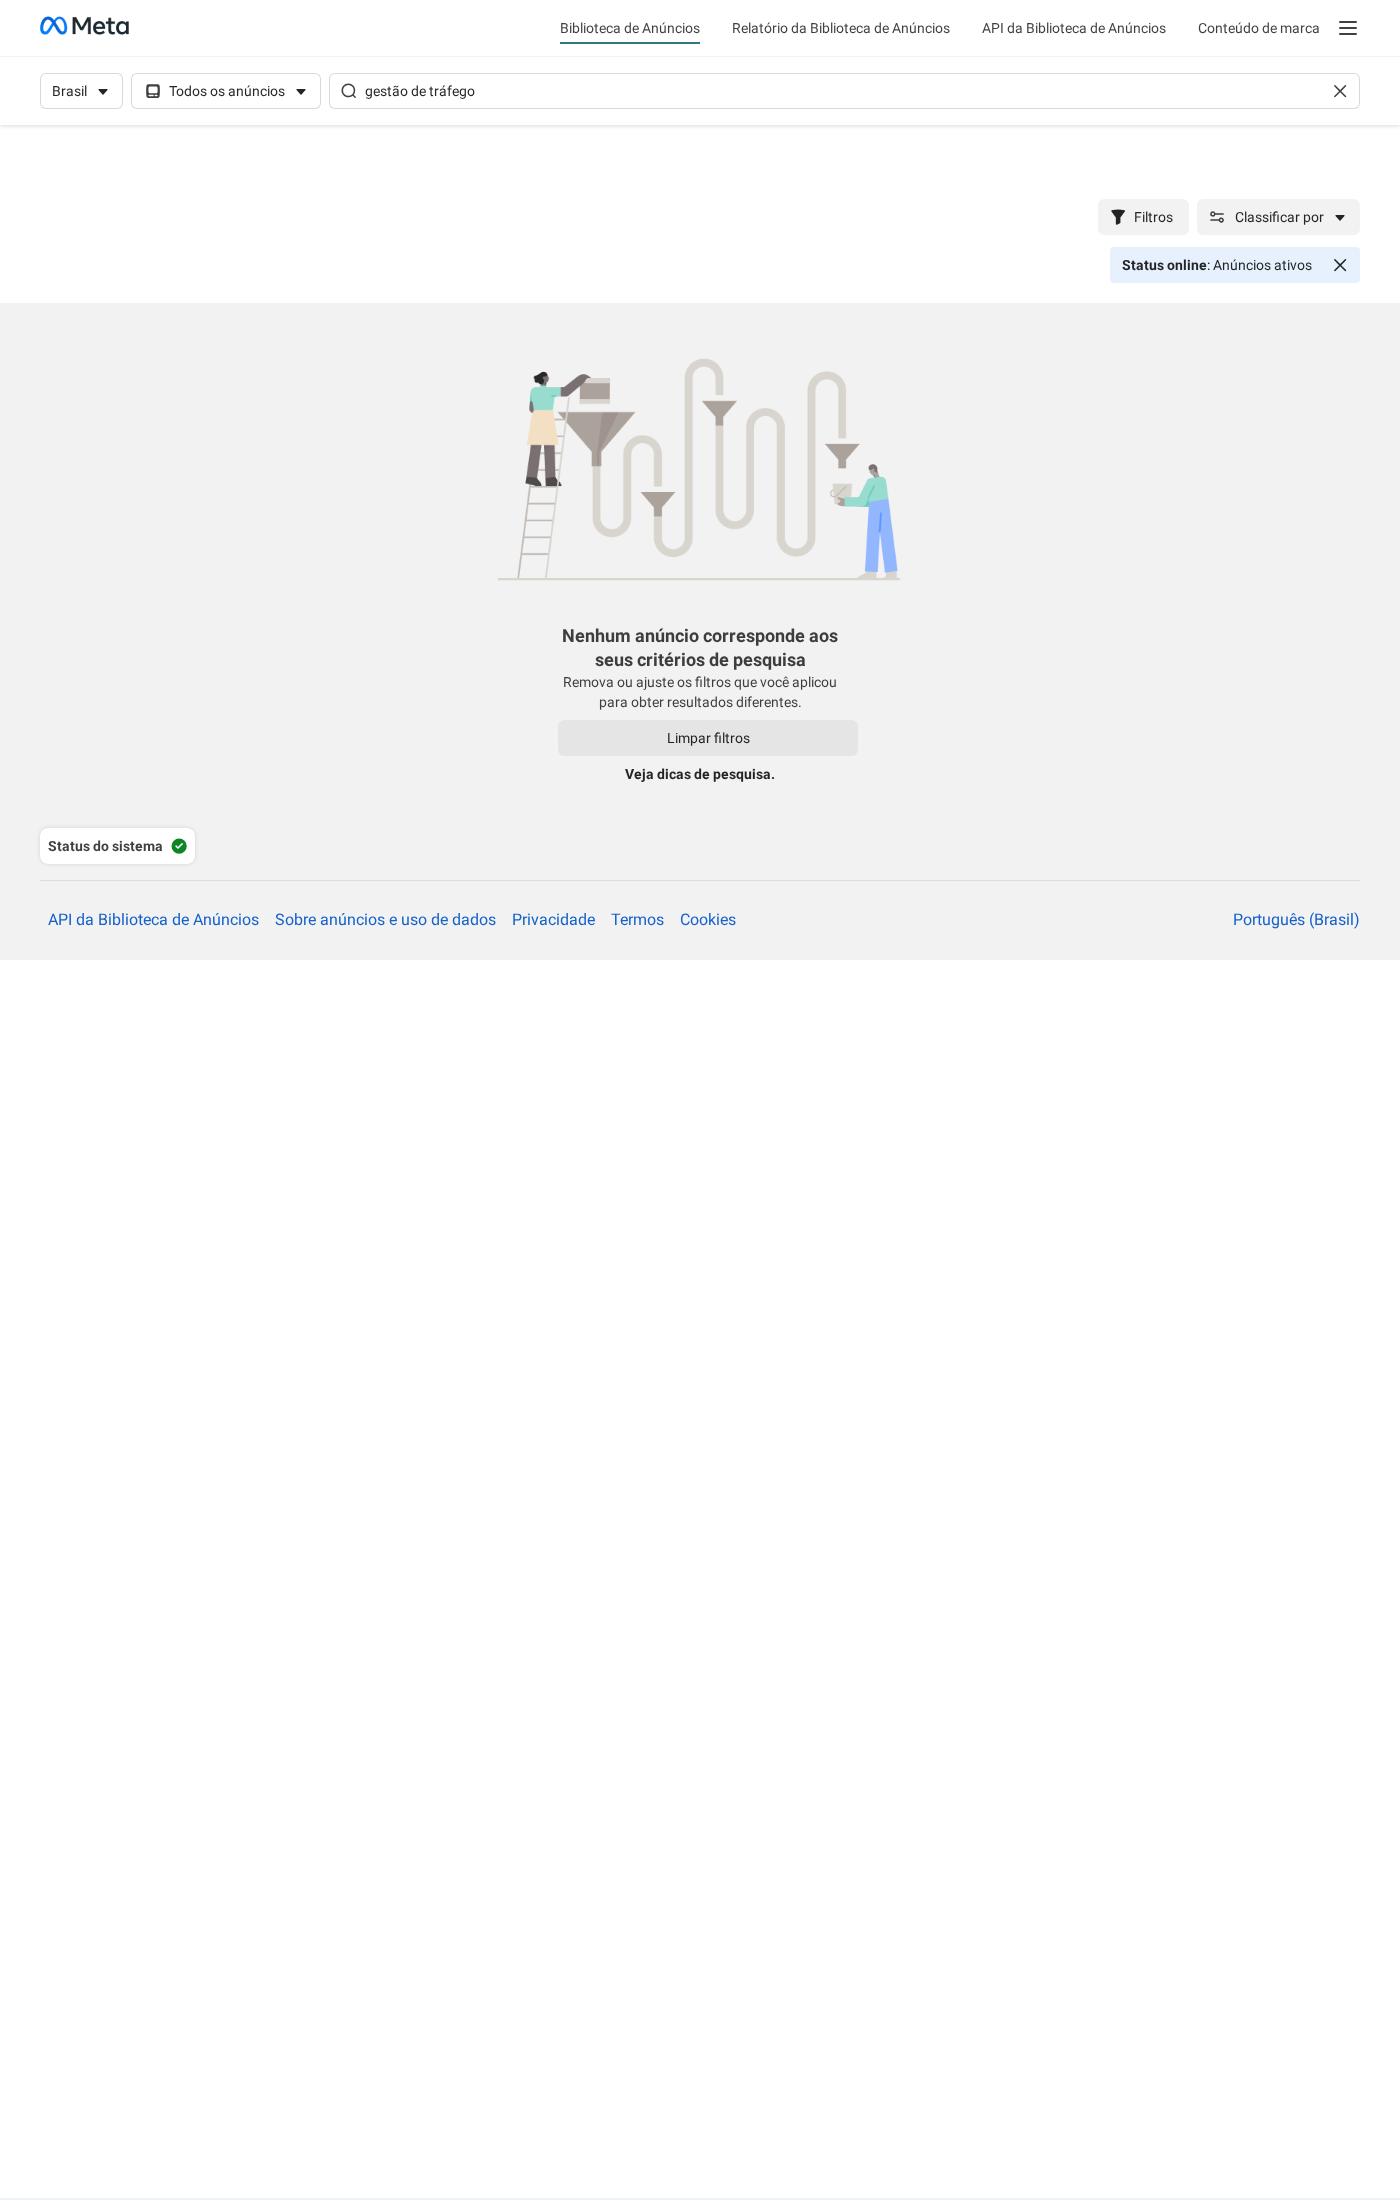 Meta
Biblioteca de Anúncios
Relatório da Biblioteca de Anúncios
API da Biblioteca de Anúncios
Conteúdo de marca
Brasil
Todos os anúncios
gestão de tráfego
Filtros
Classificar por
Status online: Anúncios ativos
Nenhum anúncio corresponde aos
seus critérios de pesquisa
Remova ou ajuste os filtros que você aplicou
para obter resultados diferentes.
Limpar filtros
Veja dicas de pesquisa.
Status do sistema
API da Biblioteca de Anúncios
Sobre anúncios e uso de dados
Privacidade
Termos
Cookies
Português (Brasil)